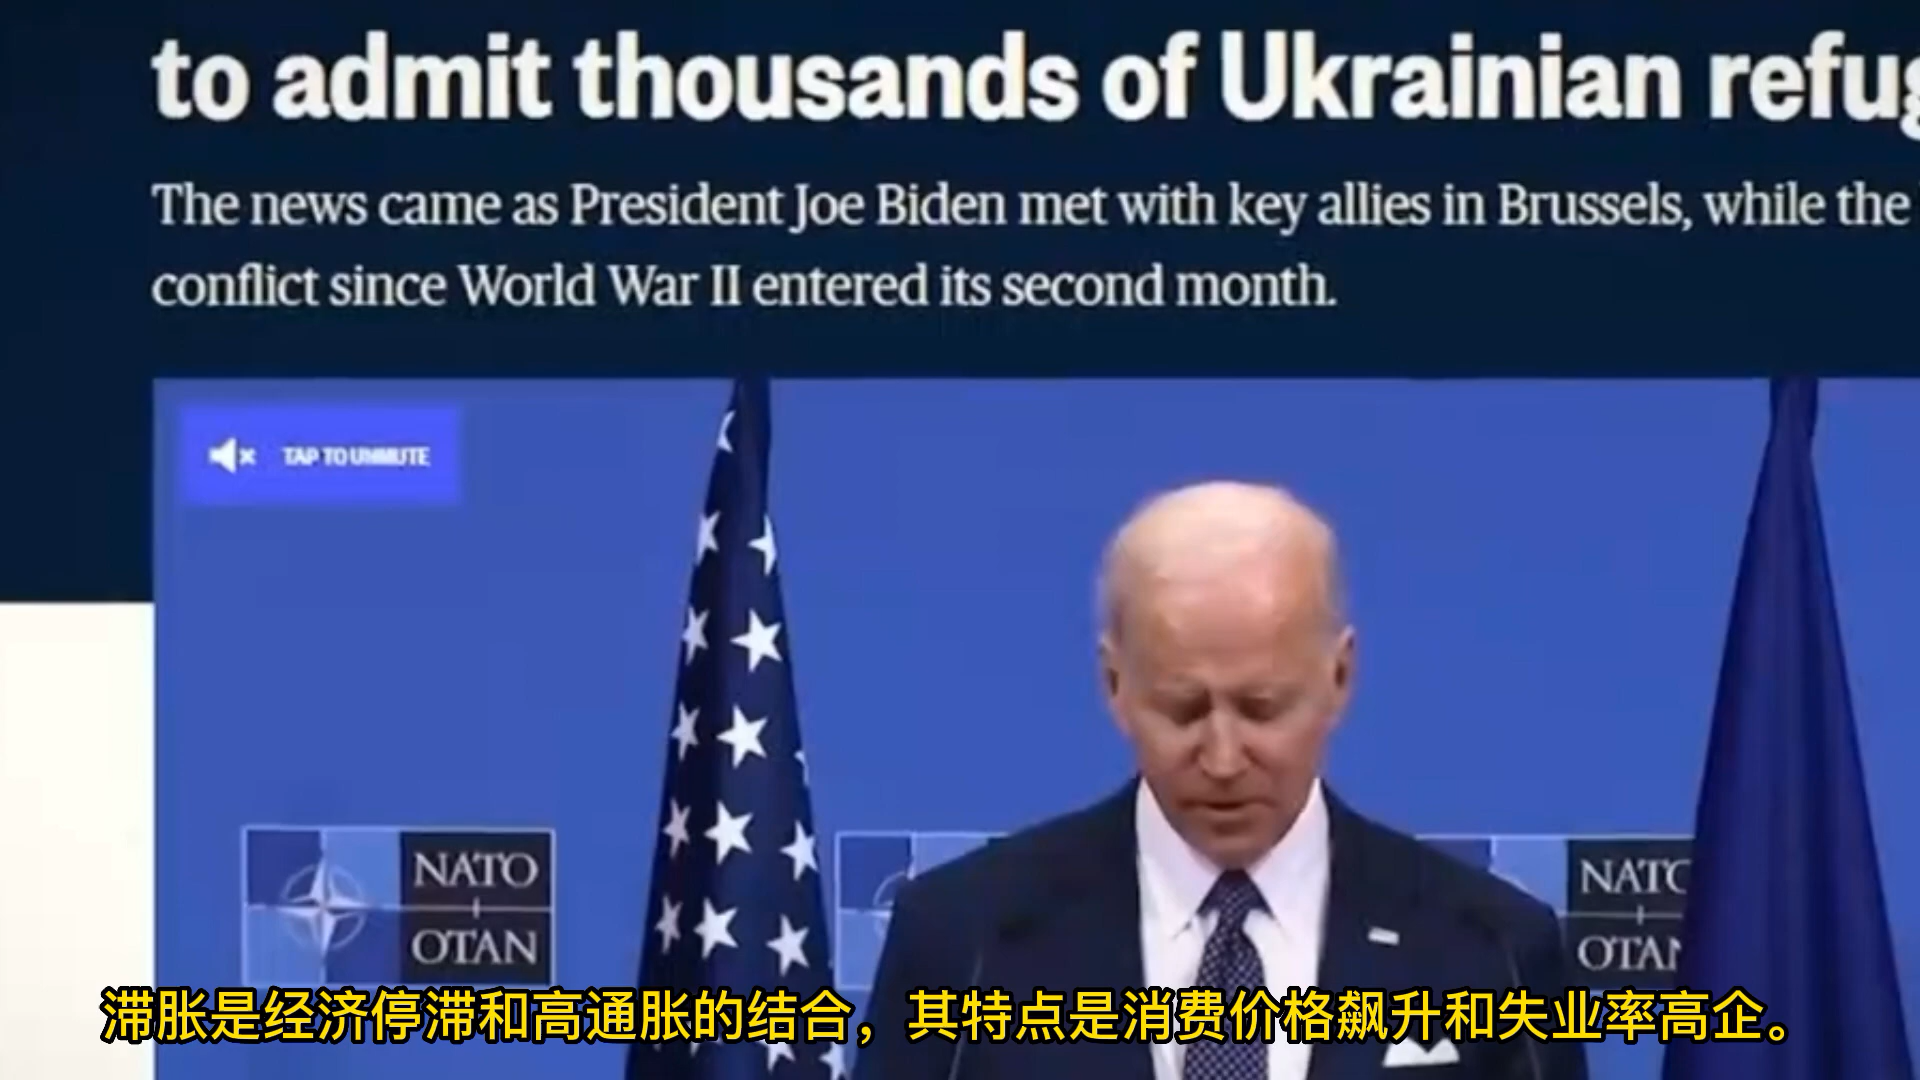 to admit thousands of Ukrainian refug
The news came as President Joe Biden met with key allies in Brussels, while the
conflict since World War II entered its second month.
TAP TO UNMUTE
NATO
OTAN
NATO
OTAN
滞胀是经济停滞和高通胀的结合，其特点是消费价格飙升和失业率高企。